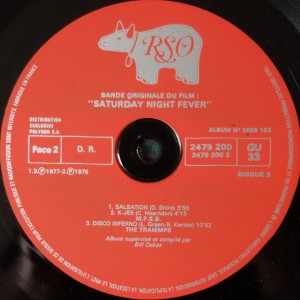 RSO
BANDE ORIGINALE DU FILM :
"SATURDAY NIGHT FEVER"
DISTRIBUTION
EXCLUSIVE
POLYDOR S.A.
ALBUM Nº 2658 123
Face 2
D. R.
2479 200
2479 200 2
GU
33
DISQUE 2
1.3 Ⓟ 1977-2 Ⓟ 1975
1. SALSATION (D. Shire) 3'50
2. K-JEE (C. Hearndon) 4'15
M.F.S.B.
3. DISCO INFERNO (L. Green-R. Kersey) 10'52
THE TRAMMPS
Album supervisé et compilé par
Bill Oakes